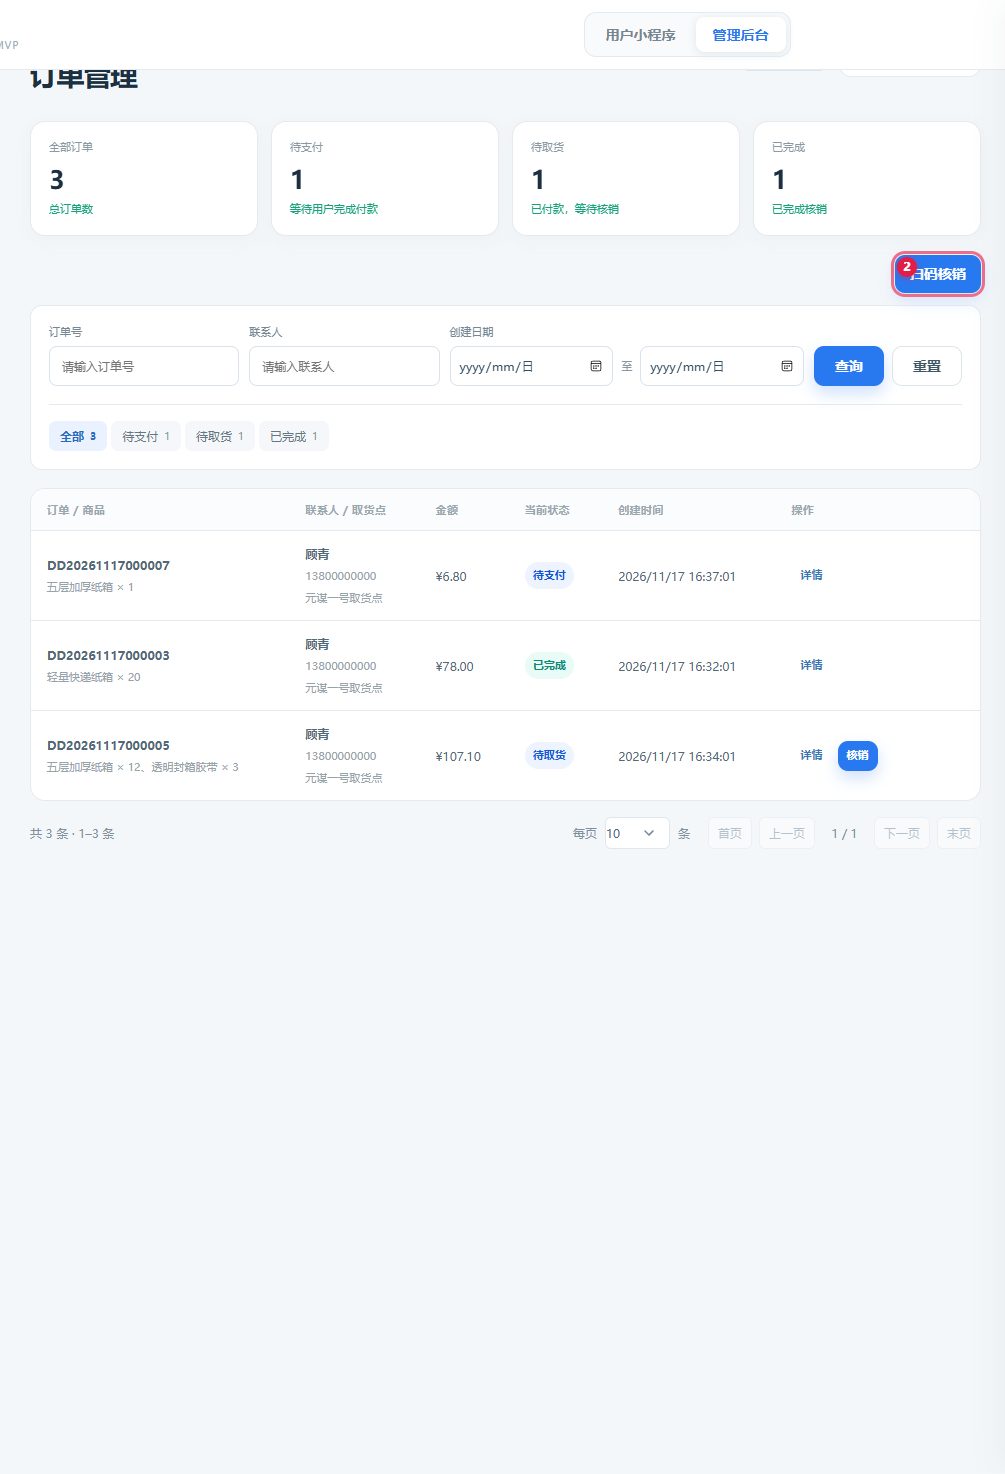 MVP
用户小程序 管理后台
订单管理
全部订单 待支付 待取货 已完成
3 1 1 1
总订单数 等待用户完成付款 已付款，等待核销 已完成核销
2 扫码核销
订单号 联系人 创建日期
请输入订单号 请输入联系人 yyyy/mm/日 至 yyyy/mm/日 查询 重置
全部 3 待支付 1 待取货 1 已完成 1
订单 / 商品 联系人 / 取货点 金额 当前状态 创建时间 操作
DD20261117000007 顾青 ¥6.80 待支付 2026/11/17 16:37:01 详情
五层加厚纸箱 × 1 13800000000
元谋一号取货点
DD20261117000003 顾青 ¥78.00 已完成 2026/11/17 16:32:01 详情
轻量快递纸箱 × 20 13800000000
元谋一号取货点
DD20261117000005 顾青 ¥107.10 待取货 2026/11/17 16:34:01 详情 核销
五层加厚纸箱 × 12、透明封箱胶带 × 3 13800000000
元谋一号取货点
共 3 条 · 1–3 条 每页 10 条 首页 上一页 1 / 1 下一页 末页